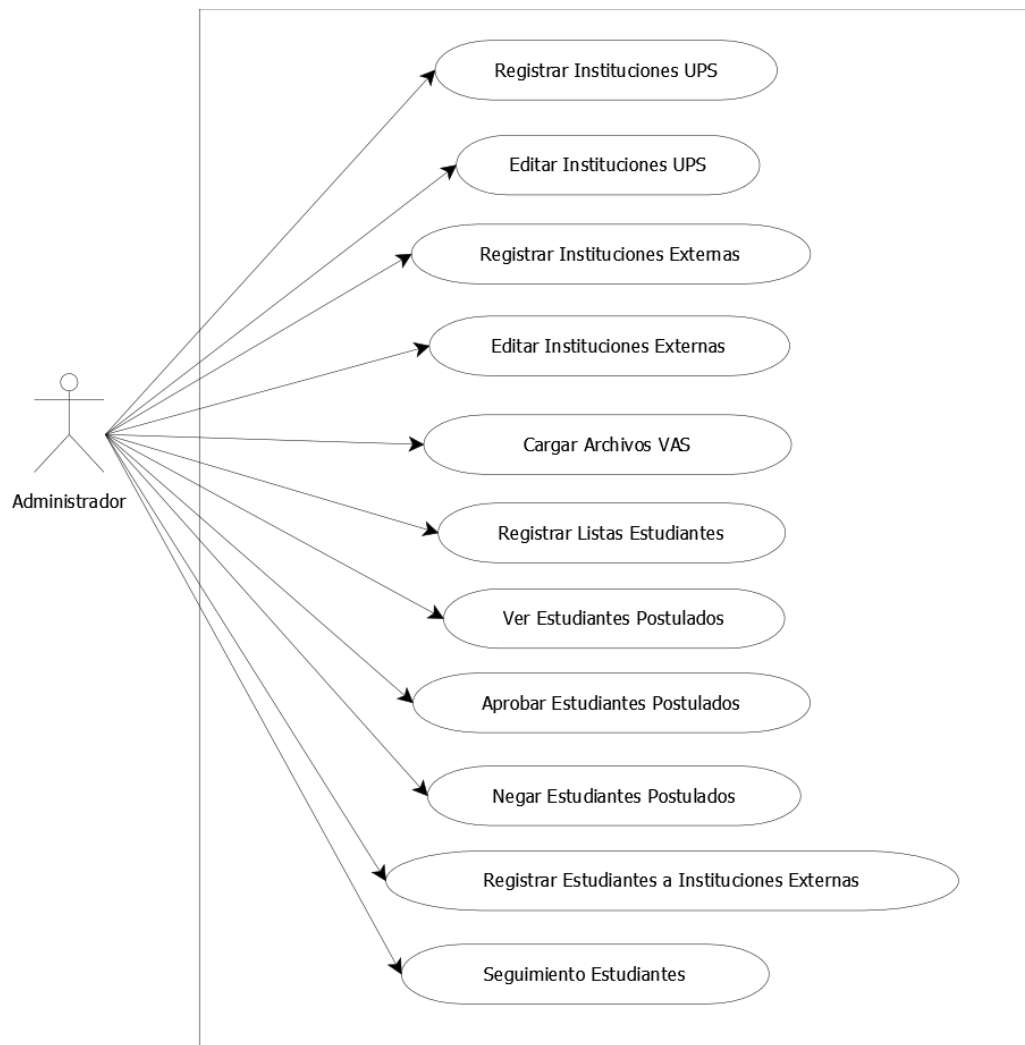 Registrar Instituciones UPS
Editar Instituciones UPS
Registrar Instituciones Externas
Editar Instituciones Externas
Cargar Archivos VAS
Administrador
Registrar Listas Estudiantes
Ver Estudiantes Postulados
Aprobar Estudiantes Postulados
Negar Estudiantes Postulados
Registrar Estudiantes a Instituciones Externas
Seguimiento Estudiantes